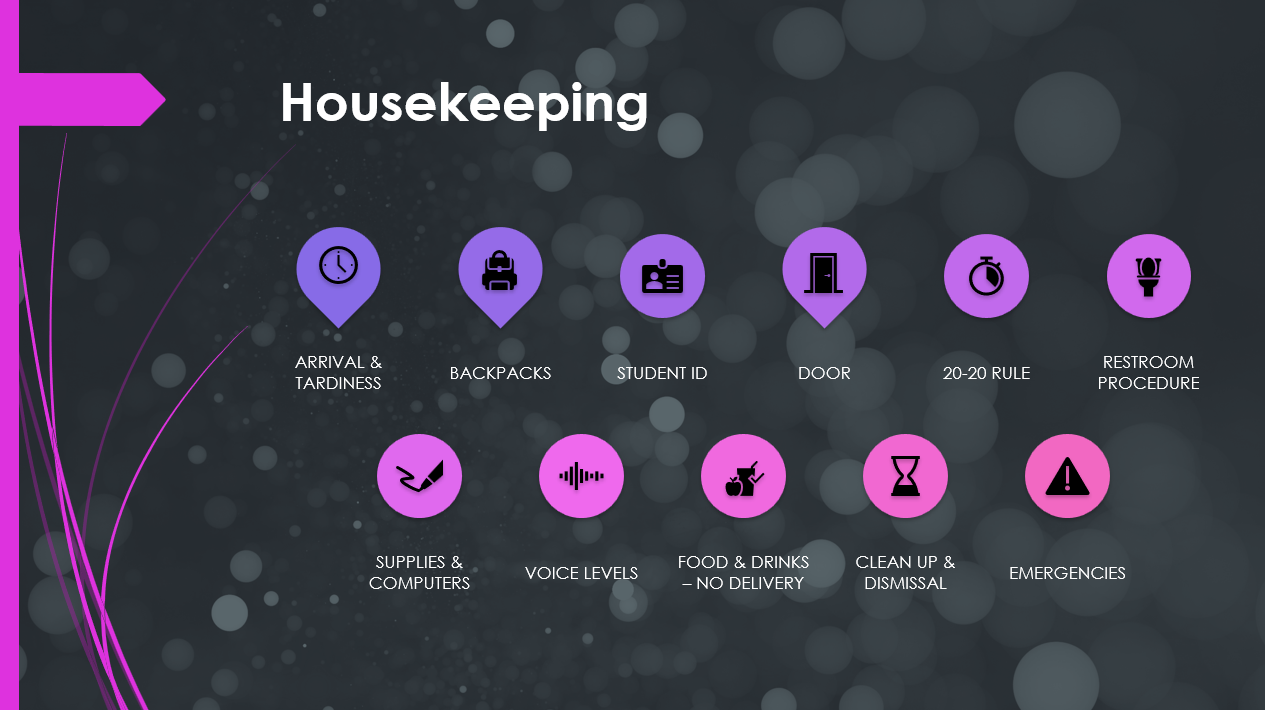 Housekeeping
ARRIVAL &
TARDINESS
BACKPACKS
STUDENT ID
DOOR
20-20 RULE
RESTROOM
PROCEDURE
SUPPLIES &
COMPUTERS
VOICE LEVELS
FOOD & DRINKS
– NO DELIVERY
CLEAN UP &
DISMISSAL
EMERGENCIES